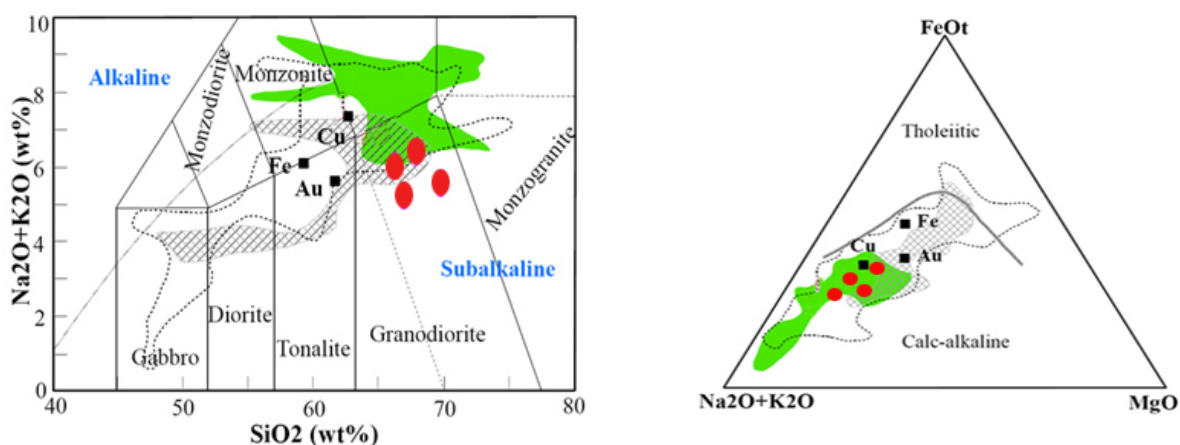 10
8
6
4
2
0
Na2O+K2O (wt%)
Alkaline
Monzodiorite
Monzonite
Cu
Fe
Au
Monzogranite
Subalkaline
Diorite
Granodiorite
Gabbro
Tonalite
40
50
60
70
80
SiO2 (wt%)
FeOt
Tholeiitic
Fe
Cu
Au
Calc-alkaline
Na2O+K2O
MgO